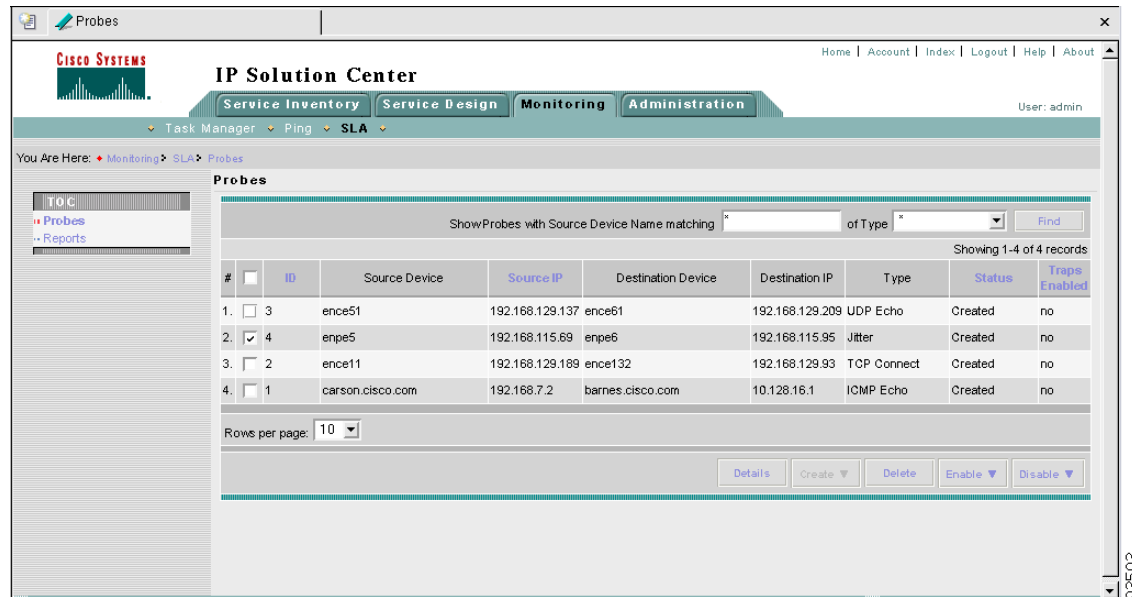 Probes
CISCO SYSTEMS
Home | Account | Index | Logout | Help | About
IP Solution Center
Service Inventory Service Design Monitoring Administration
User: admin
Task Manager Ping SLA
You Are Here: Monitoring SLA Probes
Probes
TOC
Probes
Reports
Show Probes with Source Device Name matching * of Type * Find
Showing 1-4 of 4 records
# ID Source Device Source IP Destination Device Destination IP Type Status Traps Enabled
1. 3 ence51 192.168.129.137 ence61 192.168.129.209 UDP Echo Created no
2. 4 enpe5 192.168.115.69 enpe6 192.168.115.95 Jitter Created no
3. 2 ence11 192.168.129.189 ence132 192.168.129.93 TCP Connect Created no
4. 1 carson.cisco.com 192.168.7.2 barnes.cisco.com 10.128.16.1 ICMP Echo Created no
Rows per page: 10
Details Create Delete Enable Disable